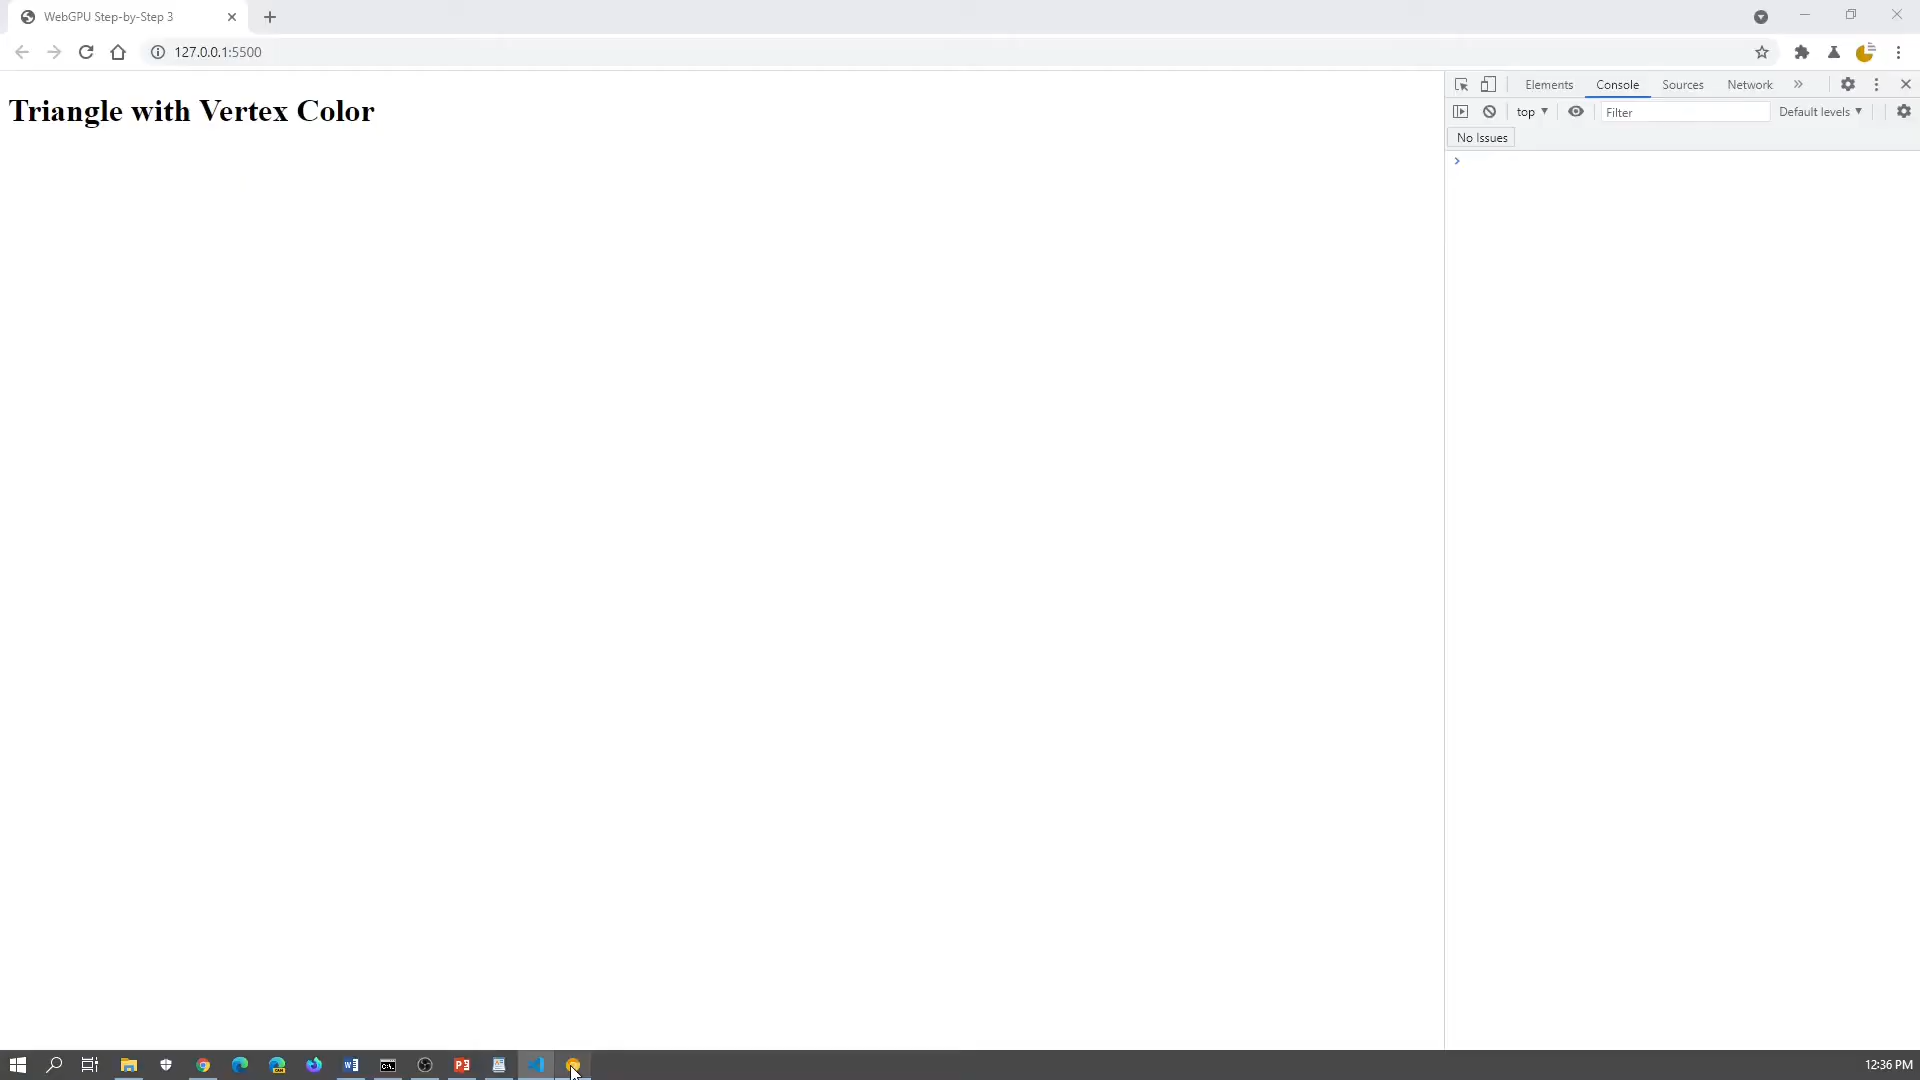 WebGPU Step-by-Step 3
127.0.0.1:5500
Triangle with Vertex Color
Elements Console Sources Network
top Filter Default levels
No Issues
12:36 PM